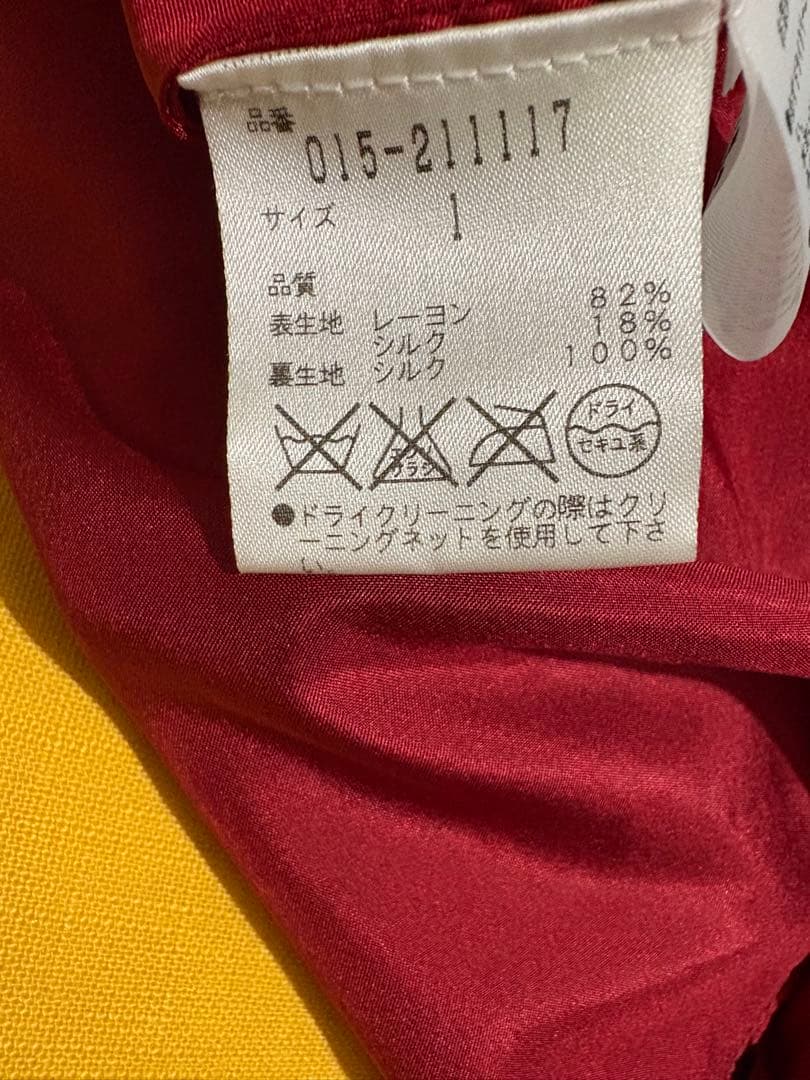 品番
015-211117
サイズ 1
品質
表生地 レーヨン 82%
シルク 18%
裏生地 シルク 100%
ドライ
セキユ系
●ドライクリーニングの際はクリ
ーニングネットを使用して下さ
い。